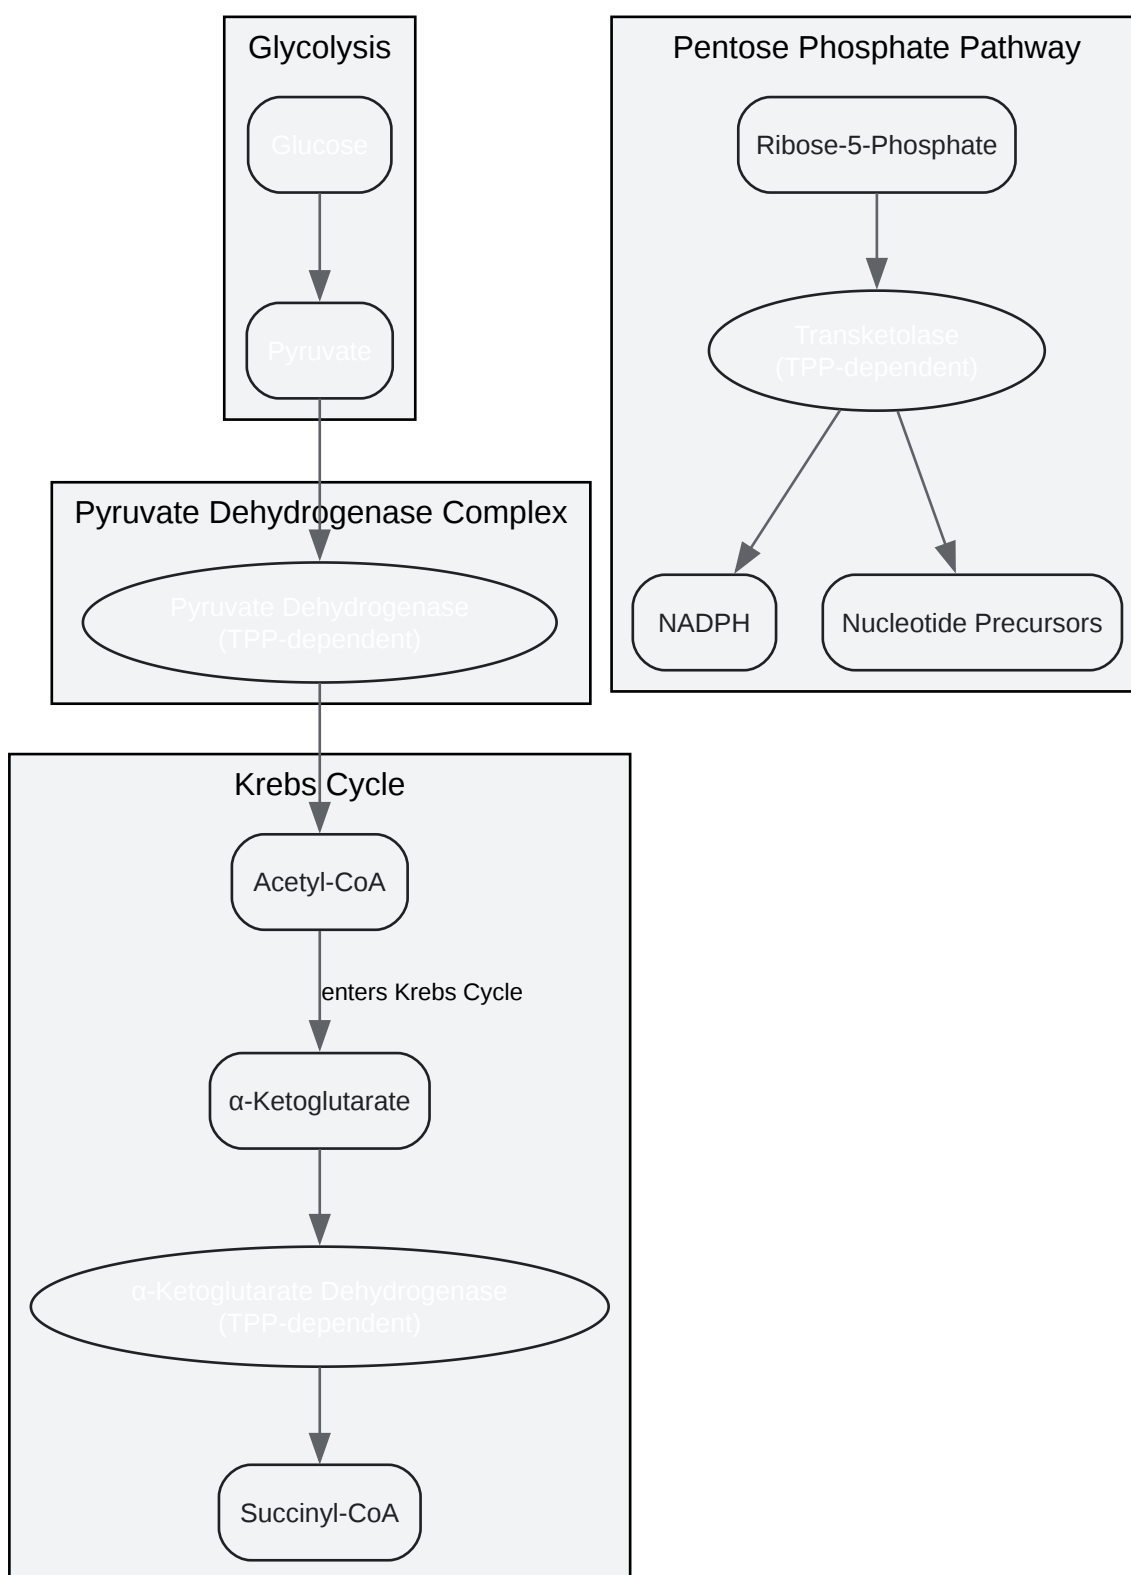 Glycolysis
Glucose
Pyruvate
Pyruvate Dehydrogenase Complex
Pyruvate Dehydrogenase
(TPP-dependent)
Krebs Cycle
Acetyl-CoA
enters Krebs Cycle
α-Ketoglutarate
α-Ketoglutarate Dehydrogenase
(TPP-dependent)
Succinyl-CoA
Pentose Phosphate Pathway
Ribose-5-Phosphate
Transketolase
(TPP-dependent)
NADPH
Nucleotide Precursors